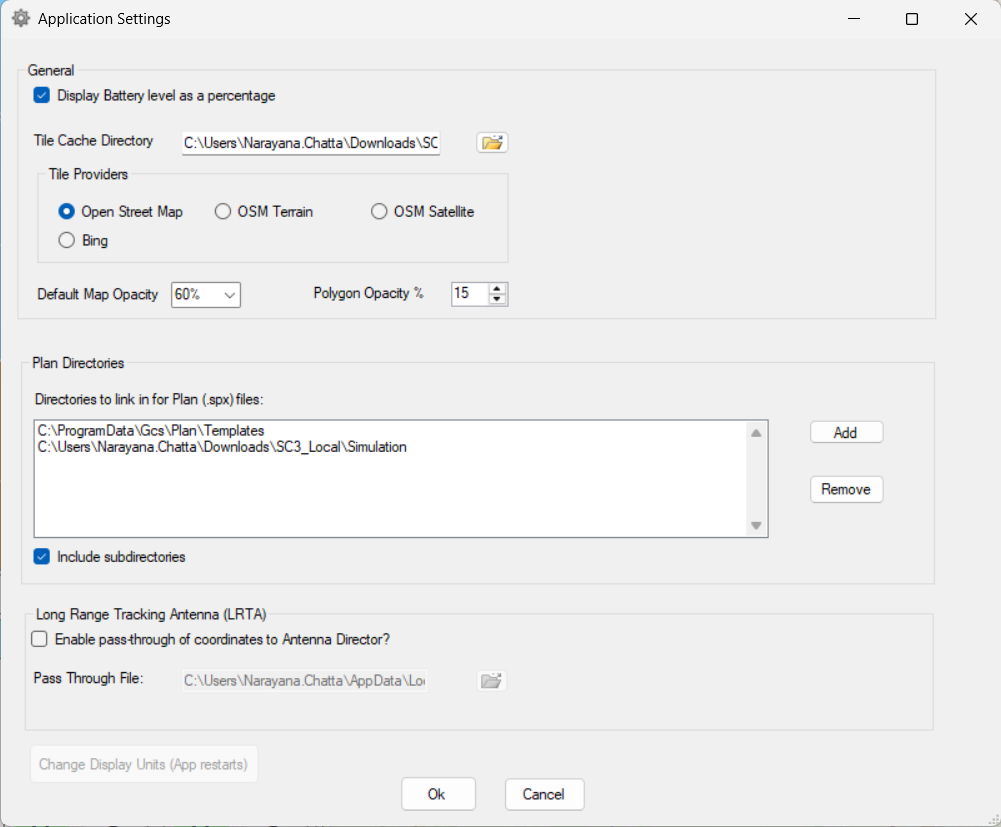 Application Settings
General
Display Battery level as a percentage
Tile Cache Directory C:\Users\Narayana.Chatta\Downloads\SC
Tile Providers
Open Street Map OSM Terrain OSM Satellite
Bing
Default Map Opacity 60% Polygon Opacity % 15
Plan Directories
Directories to link in for Plan (.spx) files:
C:\ProgramData\Gcs\Plan\Templates
C:\Users\Narayana.Chatta\Downloads\SC3_Local\Simulation
Add
Remove
Include subdirectories
Long Range Tracking Antenna (LRTA)
Enable pass-through of coordinates to Antenna Director?
Pass Through File: C:\Users\Narayana.Chatta\AppData\Lo
Change Display Units (App restarts)
Ok Cancel